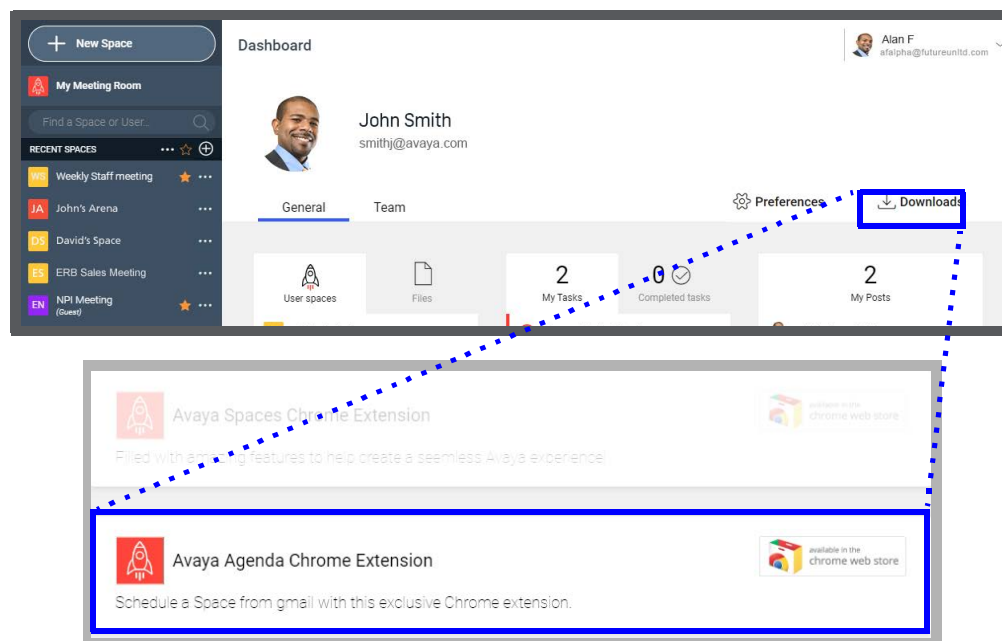 New Space
Dashboard
Alan F
afalpha@futureunltd.com
My Meeting Room
Find a Space or User...
John Smith
smithj@avaya.com
RECENT SPACES
WS Weekly Staff meeting
JA John's Arena
DS David's Space
ES ERB Sales Meeting
EN NPI Meeting
(Guest)
General Team
Preferences Downloads
2 0 2
User spaces Files My Tasks Completed tasks My Posts
Avaya Spaces Chrome Extension
available in the
chrome web store
Filled with amazing features to help create a seemless Avaya experience.
Avaya Agenda Chrome Extension
available in the
chrome web store
Schedule a Space from gmail with this exclusive Chrome extension.